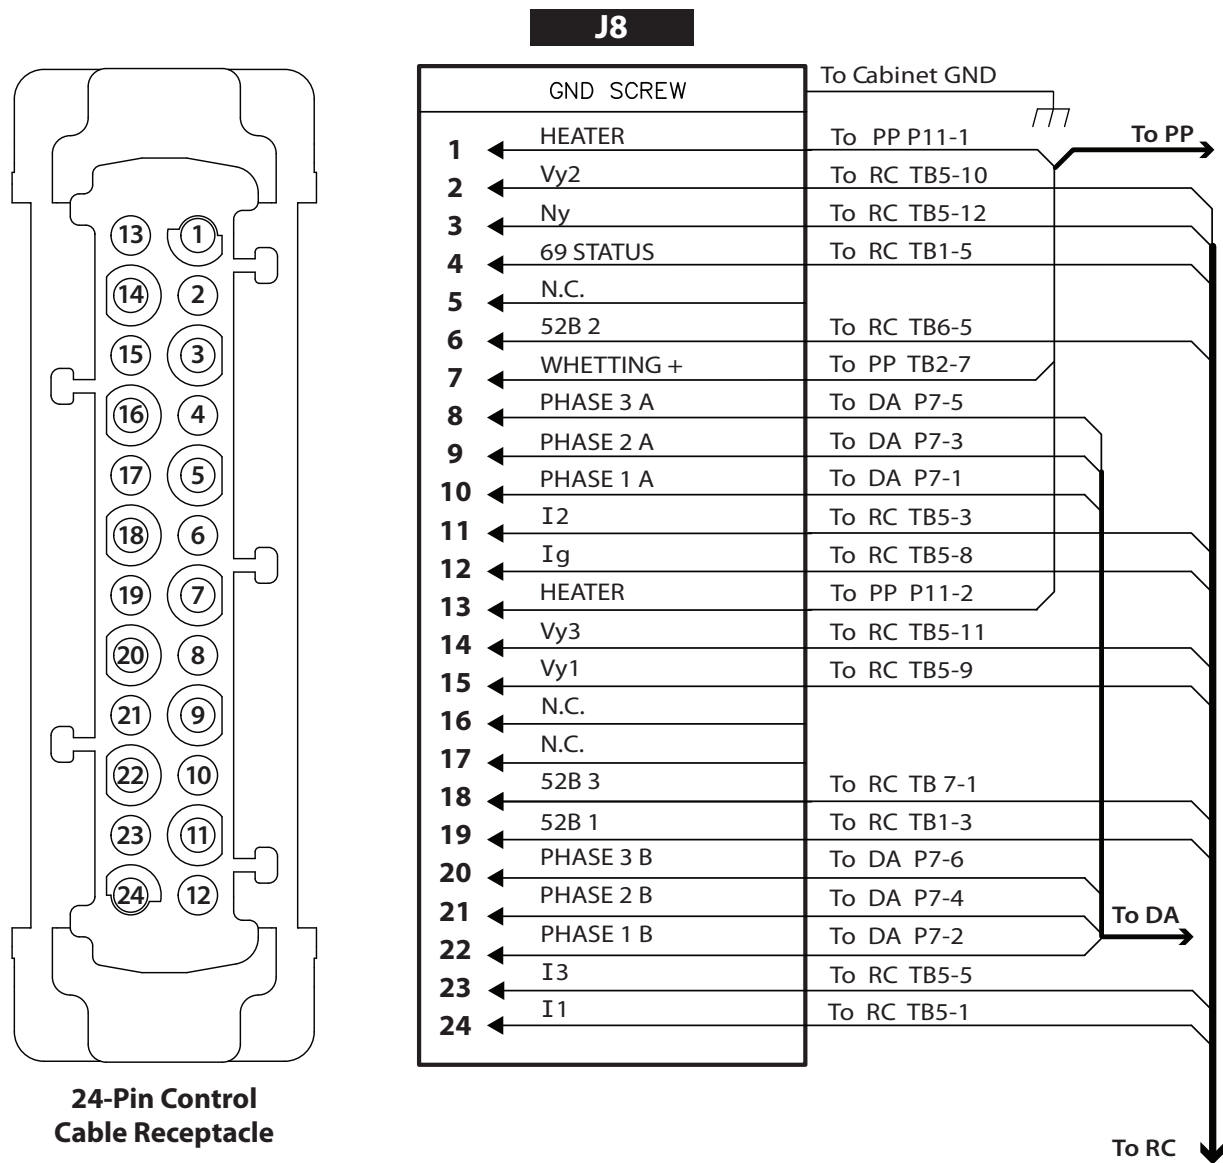 J8
GND SCREW To Cabinet GND
1 HEATER To PP P11-1 To PP
2 Vy2 To RC TB5-10
3 Ny To RC TB5-12
4 69 STATUS To RC TB1-5
5 N.C.
6 52B 2 To RC TB6-5
7 WHETTING + To PP TB2-7
8 PHASE 3 A To DA P7-5
9 PHASE 2 A To DA P7-3
10 PHASE 1 A To DA P7-1
11 I2 To RC TB5-3
12 Ig To RC TB5-8
13 HEATER To PP P11-2
14 Vy3 To RC TB5-11
15 Vy1 To RC TB5-9
16 N.C.
17 N.C.
18 52B 3 To RC TB 7-1
19 52B 1 To RC TB1-3
20 PHASE 3 B To DA P7-6
21 PHASE 2 B To DA P7-4
To DA
22 PHASE 1 B To DA P7-2
23 I3 To RC TB5-5
24 I1 To RC TB5-1
To RC
13 1
14 2
15 3
16 4
17 5
18 6
19 7
20 8
21 9
22 10
23 11
24 12
24-Pin Control
Cable Receptacle